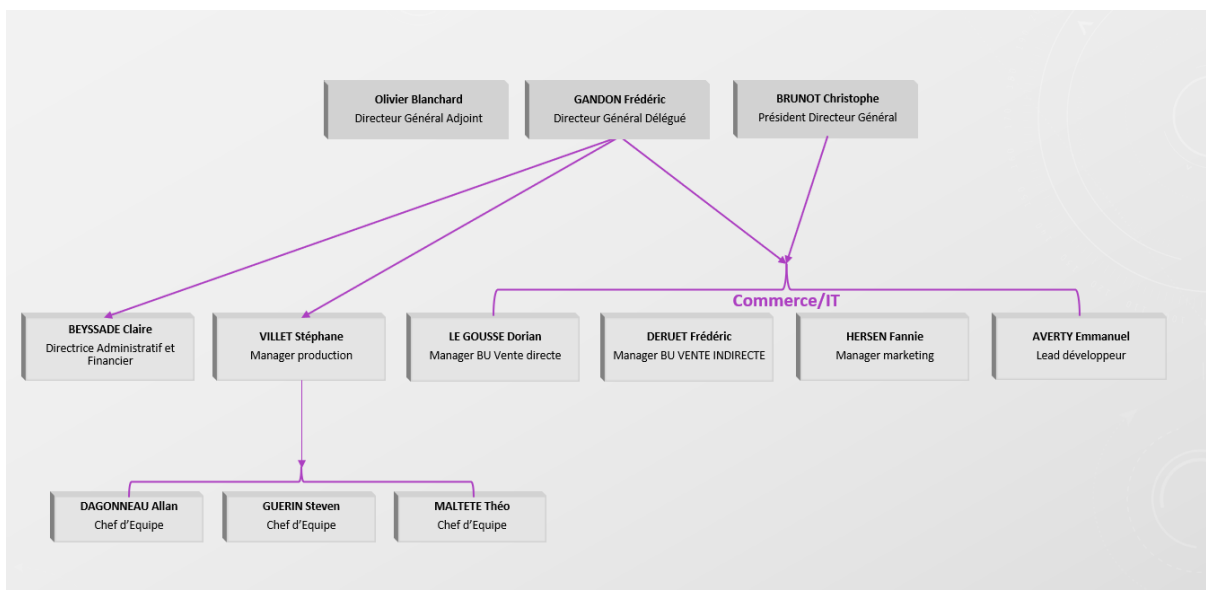 Olivier Blanchard
Directeur Général Adjoint
GANDON Frédéric
Directeur Général Délégué
BRUNOT Christophe
Président Directeur Général
Commerce/IT
BEYSSADE Claire
Directrice Administratif et
Financier
VILLET Stéphane
Manager production
LE GOUSSE Dorian
Manager BU Vente directe
DERUET Frédéric
Manager BU VENTE INDIRECTE
HERSEN Fannie
Manager marketing
AVERTY Emmanuel
Lead développeur
DAGONNEAU Allan
Chef d’Equipe
GUERIN Steven
Chef d’Equipe
MALTETE Théo
Chef d’Equipe